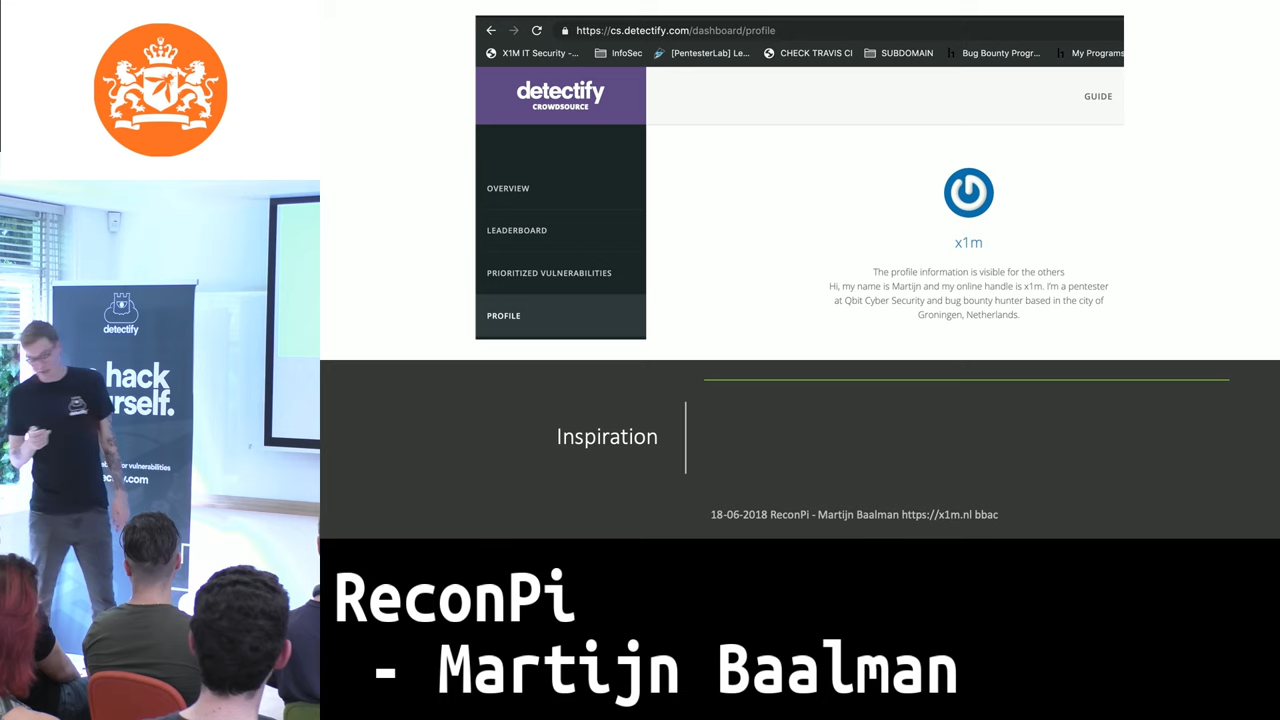 https://cs.detectify.com/dashboard/profile
X1M IT Security -...
InfoSec
[PentesterLab] Le...
CHECK TRAVIS CI
SUBDOMAIN
Bug Bounty Progr...
My Programs
detectify
CROWDSOURCE
GUIDE
OVERVIEW
LEADERBOARD
PRIORITIZED VULNERABILITIES
PROFILE
x1m
The profile information is visible for the others
Hi, my name is Martijn and my online handle is x1m. I'm a pentester
at Qbit Cyber Security and bug bounty hunter based in the city of
Groningen, Netherlands.
detectify
hack
rself.
or vulnerabilities
.com
Inspiration
18-06-2018 ReconPi - Martijn Baalman https://x1m.nl bbac
ReconPi
- Martijn Baalman